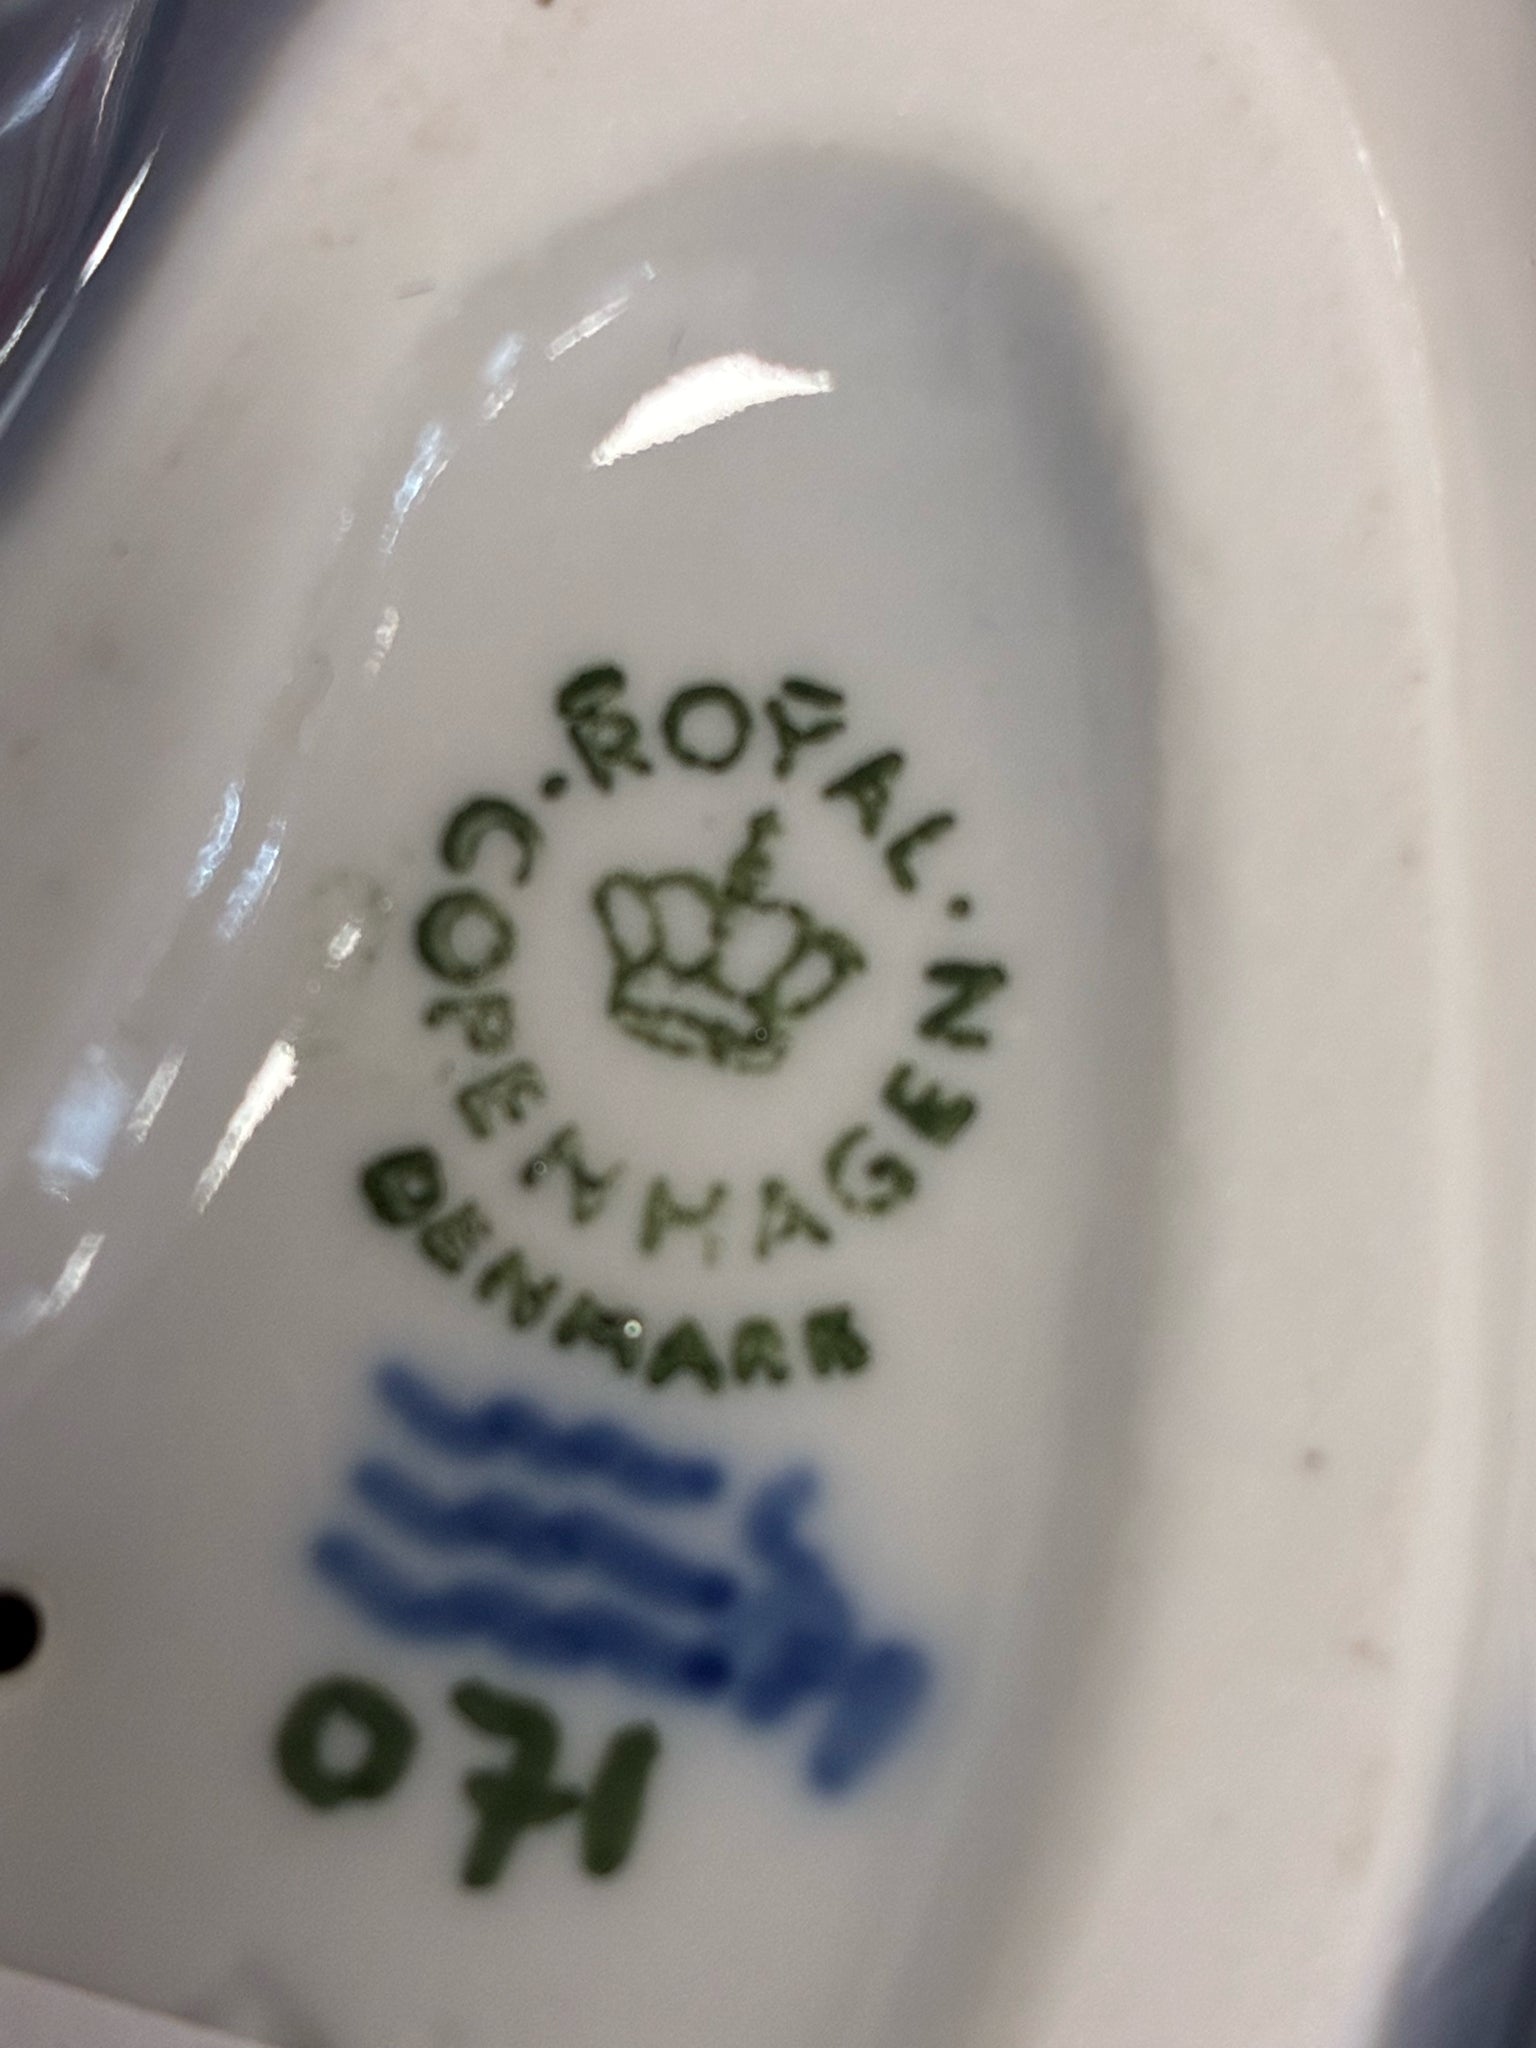 ROYAL
COPENHAGEN
DENMARK
071